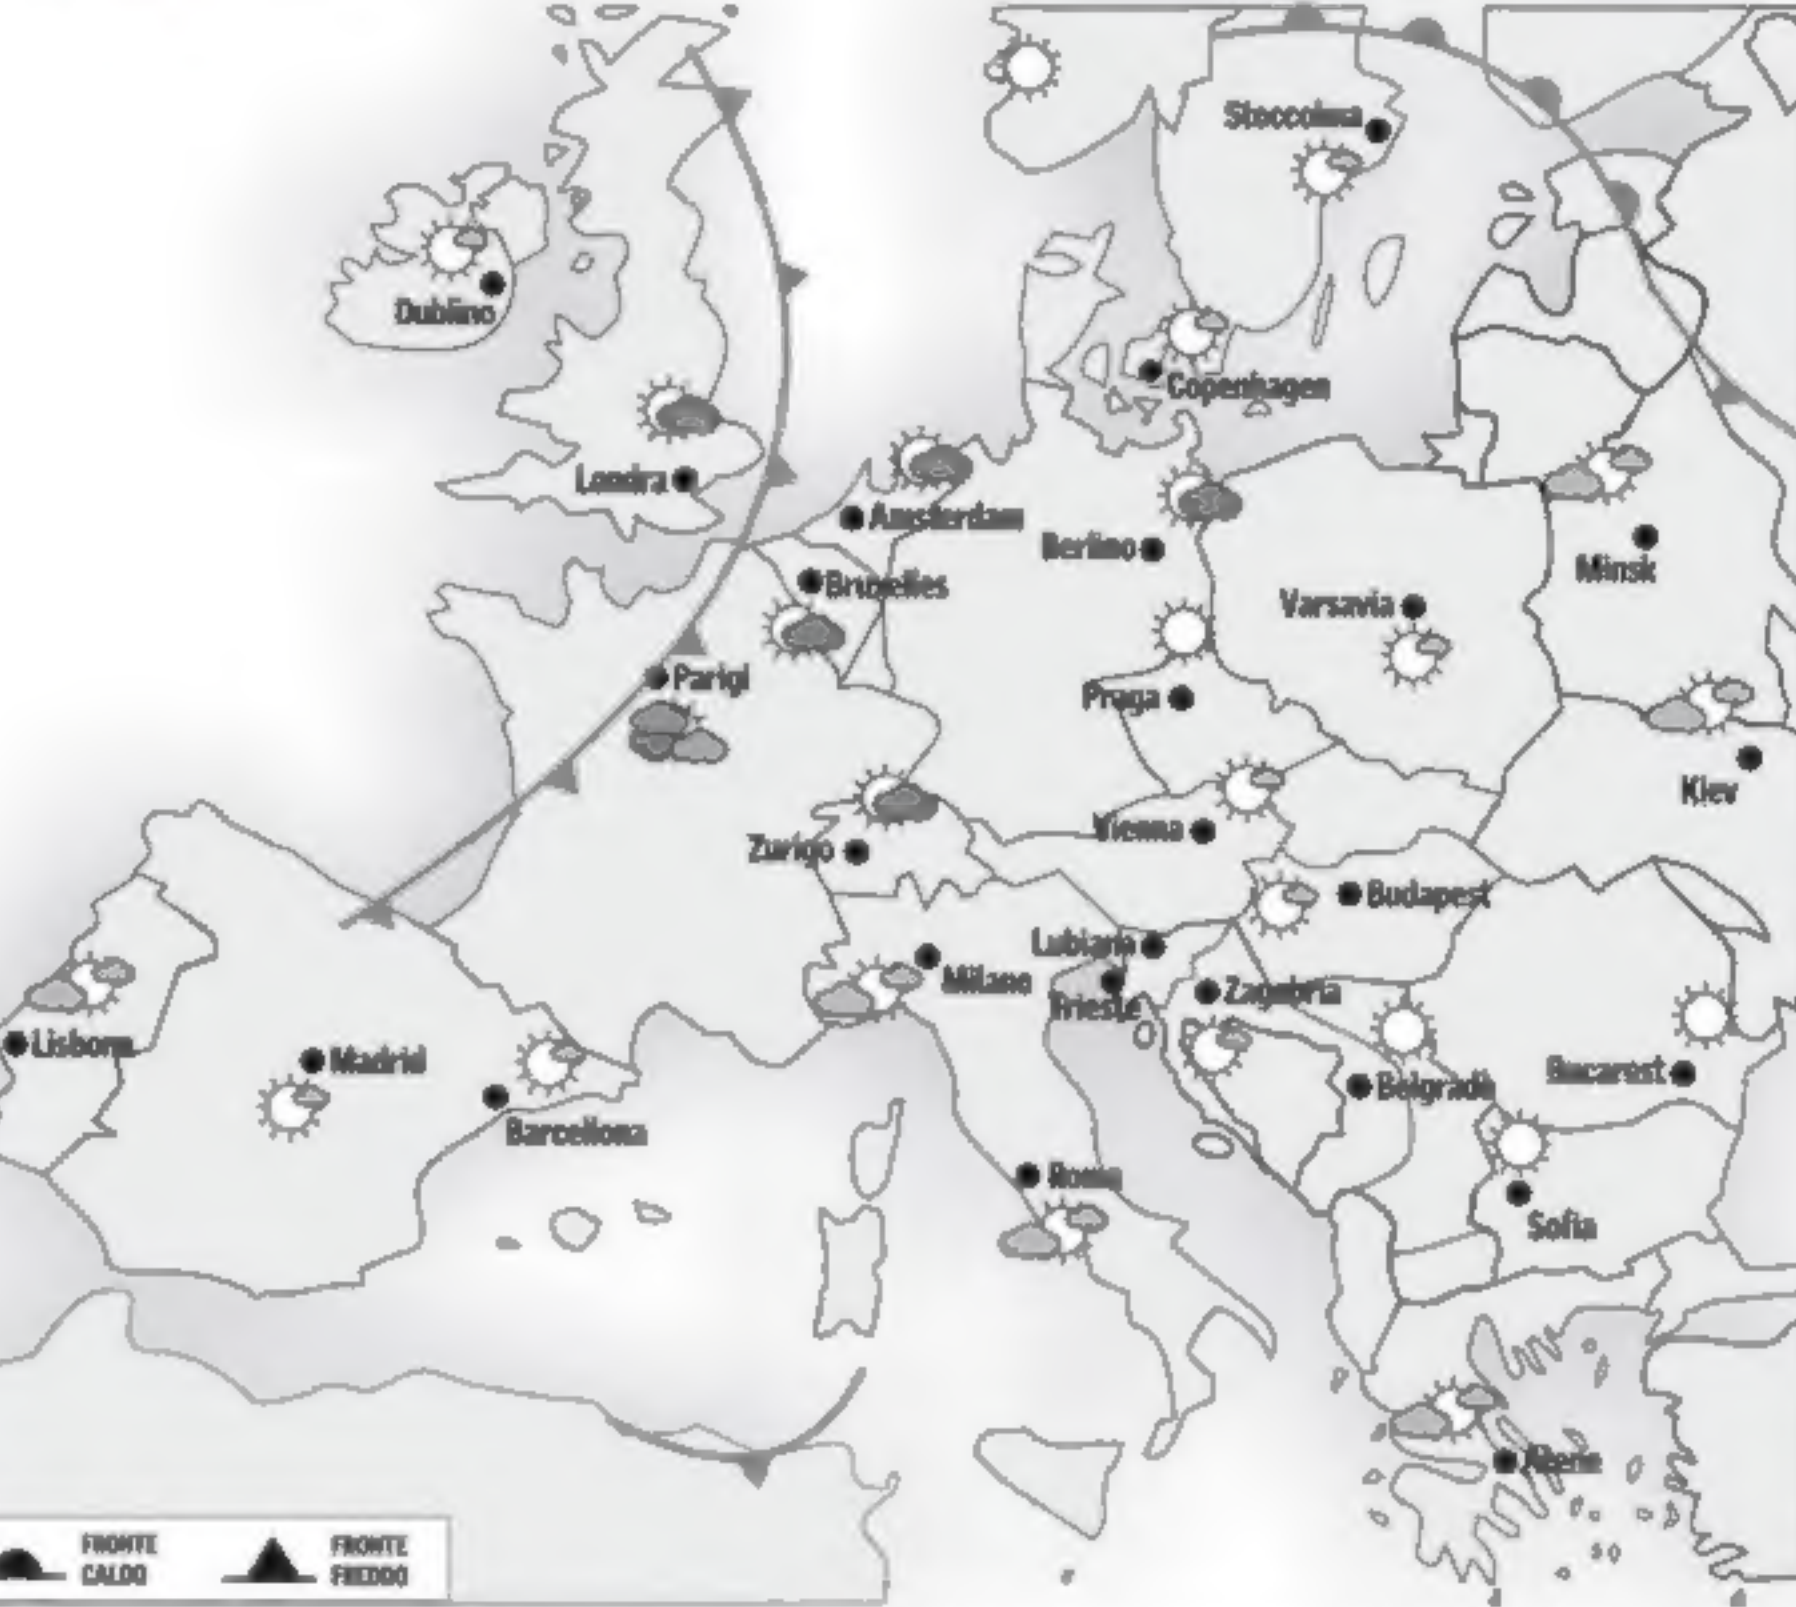 Stoccolma
Dublino
Copenhagen
Londra
Amsterdam
Berlino
Bruxelles
Minsk
Varsavia
Parigi
Praga
Kiev
Vienna
Zurigo
Budapest
Lubiana
Milano
Zagabria
Trieste
Lisbona
Madrid
Belgrado
Bucarest
Barcellona
Roma
Sofia
Atene
FRONTE
CALDO
FRONTE
FREDDO